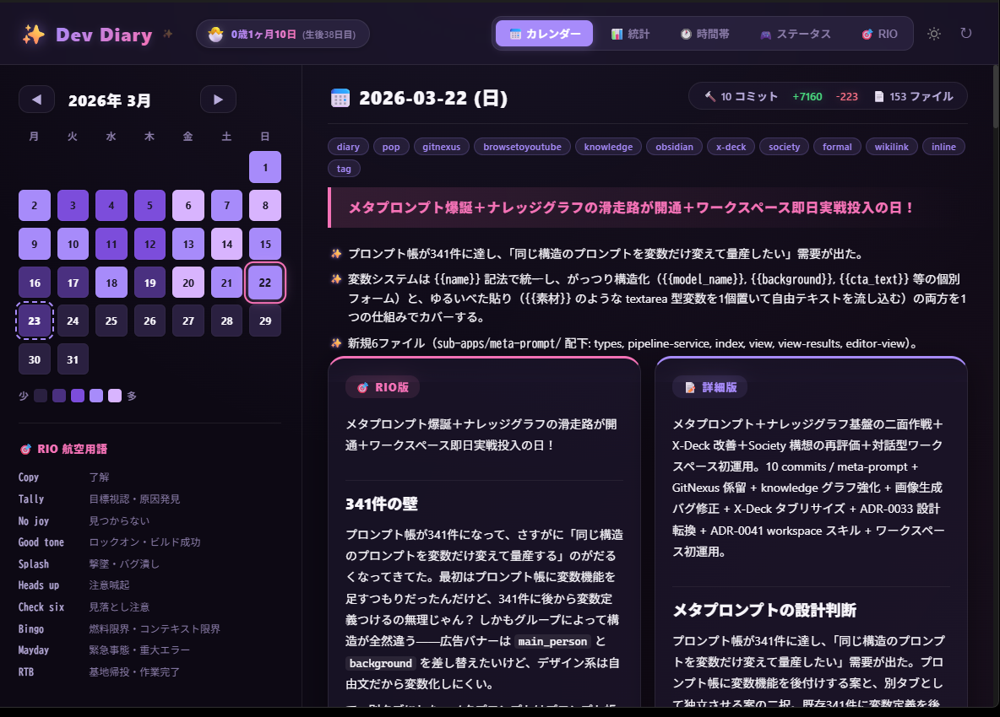 ✨ Dev Diary ✨
🐣 0歳1ヶ月10日 (生後38日目)
📅 カレンダー
📊 統計
🕐 時間帯
🎮 ステータス
🎯 RIO
◀ 2026年 3月 ▶
月 火 水 木 金 土 日
1
2 3 4 5 6 7 8
9 10 11 12 13 14 15
16 17 18 19 20 21 22
23 24 25 26 27 28 29
30 31
少 多
🎯 RIO 航空用語
Copy 了解
Tally 目標視認・原因発見
No joy 見つからない
Good tone ロックオン・ビルド成功
Splash 撃墜・バグ潰し
Heads up 注意喚起
Check six 見落とし注意
Bingo 燃料限界・コンテキスト限界
Mayday 緊急事態・重大エラー
RTB 基地帰投・作業完了
📅 2026-03-22 (日)
🔨 10 コミット +7160 -223 📄 153 ファイル
diary pop gitnexus browsetoyoutube knowledge obsidian x-deck society formal wikilink inline
tag
メタプロンプト爆誕＋ナレッジグラフの滑走路が開通＋ワークスペース即日実戦投入の日！
✨ プロンプト帳が341件に達し、「同じ構造のプロンプトを変数だけ変えて量産したい」需要が出た。
✨ 変数システムは {{name}} 記法で統一し、がっつり構造化（{{model_name}}, {{background}}, {{cta_text}} 等の個別
フォーム）と、ゆるいべた貼り（{{素材}} のような textarea 型変数を1個置いて自由テキストを流し込む）の両方を1
つの仕組みでカバーする。
✨ 新規6ファイル（sub-apps/meta-prompt/ 配下: types, pipeline-service, index, view, view-results, editor-view）。
🎯 RIO版
メタプロンプト爆誕＋ナレッジグラフの滑走路が開
通＋ワークスペース即日実戦投入の日！
341件の壁
プロンプト帳が341件になって、さすがに「同じ構造
のプロンプトを変数だけ変えて量産する」のがだる
くなってきてた。最初はプロンプト帳に変数機能を
足すつもりだったんだけど、341件に後から変数定
義つけるの無理じゃん？ しかもグループによって構
造が全然違う——広告バナーは main_person と
background を差し替えたいけど、デザイン系は自
由文だから変数化しにくい。
📝 詳細版
メタプロンプト＋ナレッジグラフ基盤の二面作戦＋
X-Deck 改善＋Society 構想の再評価＋対話型ワーク
スペース初運用。10 commits / meta-prompt +
GitNexus 係留 + knowledge グラフ強化 + 画像生成
バグ修正 + X-Deck タブリサイズ + ADR-0033 設計
転換 + ADR-0041 workspace スキル + ワークスペー
ス初運用。
メタプロンプトの設計判断
プロンプト帳が341件に達し、「同じ構造のプロンプ
トを変数だけ変えて量産したい」需要が出た。プロ
ンプト帳に変数機能を後付けする案と、別タブとし
て独立させる案の二択。既存341件に変数定義を後